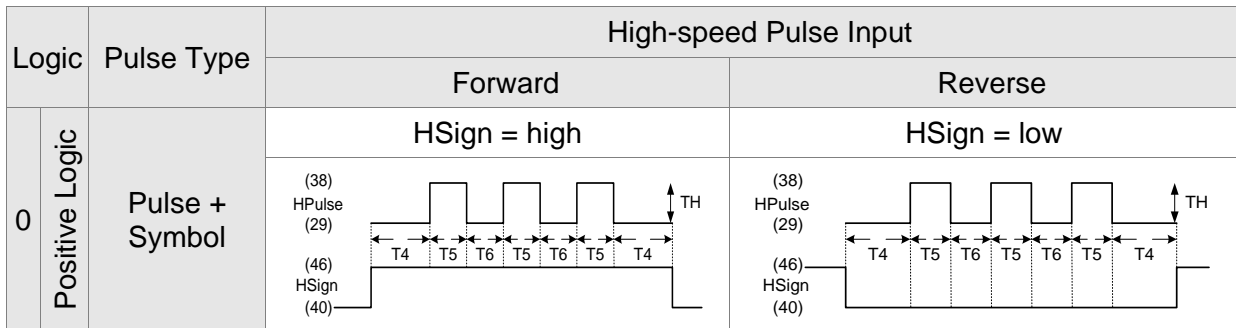 Logic
Pulse Type
High-speed Pulse Input
Forward
Reverse
0
Positive Logic
Pulse +
Symbol
HSign = high
HSign = low
(38)
HPulse
(29)
TH
T4 T5 T6 T5 T6 T5 T4
(46)
HSign
(40)
(38)
HPulse
(29)
TH
T4 T5 T6 T5 T6 T5 T4
(46)
HSign
(40)